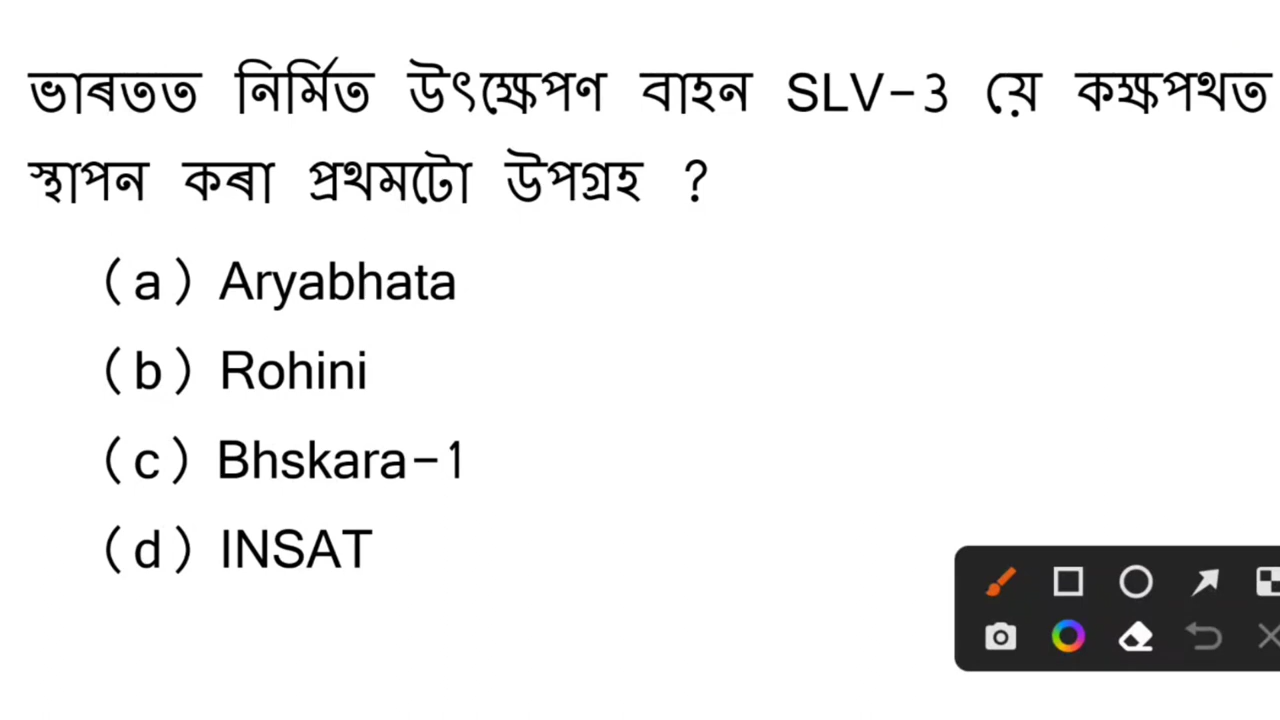 ভাৰতত নিৰ্মিত উৎক্ষেপণ বাহন SLV-3 য়ে কক্ষপথত
স্থাপন কৰা প্ৰথমটো উপগ্ৰহ ?
(a) Aryabhata
(b) Rohini
(c) Bhskara-1
(d) INSAT